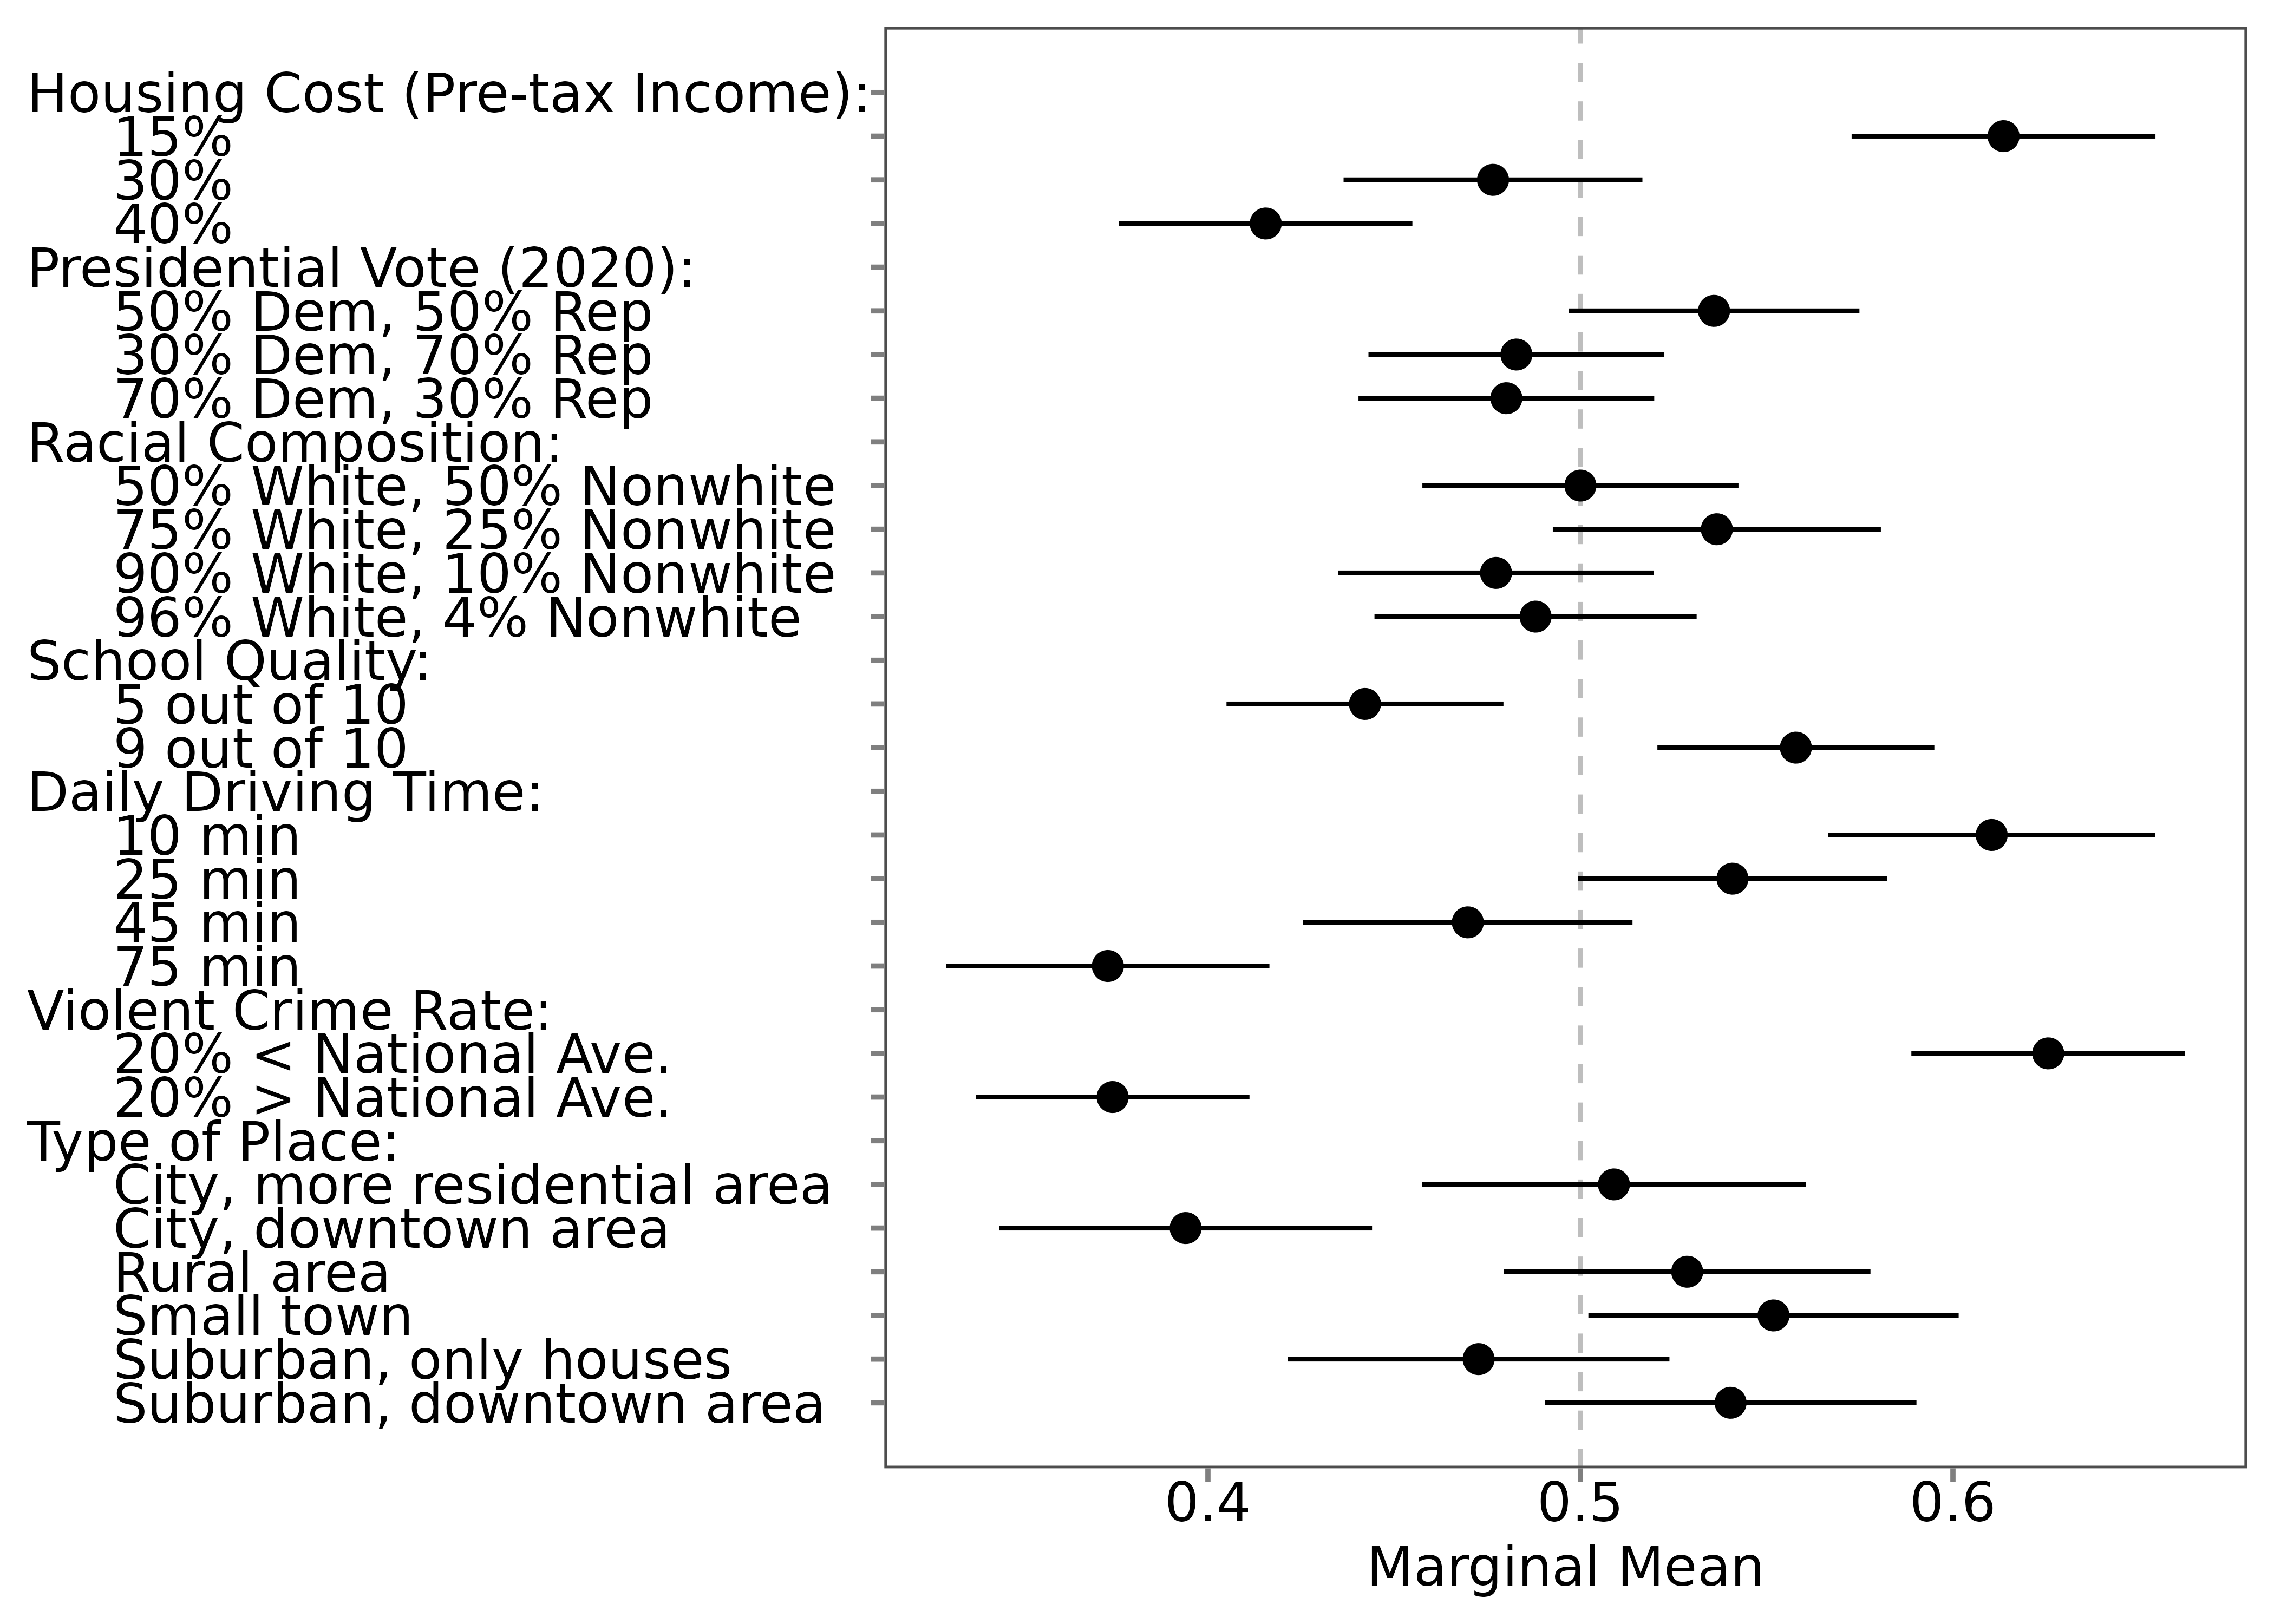 Housing Cost (Pre-tax Income):
15%
30%
40%
Presidential Vote (2020):
50% Dem, 50% Rep
30% Dem, 70% Rep
70% Dem, 30% Rep
Racial Composition:
50% White, 50% Nonwhite
75% White, 25% Nonwhite
90% White, 10% Nonwhite
96% White, 4% Nonwhite
School Quality:
5 out of 10
9 out of 10
Daily Driving Time:
10 min
25 min
45 min
75 min
Violent Crime Rate:
20% < National Ave.
20% > National Ave.
Type of Place:
City, more residential area
City, downtown area
Rural area
Small town
Suburban, only houses
Suburban, downtown area
0.4 0.5 0.6
Marginal Mean